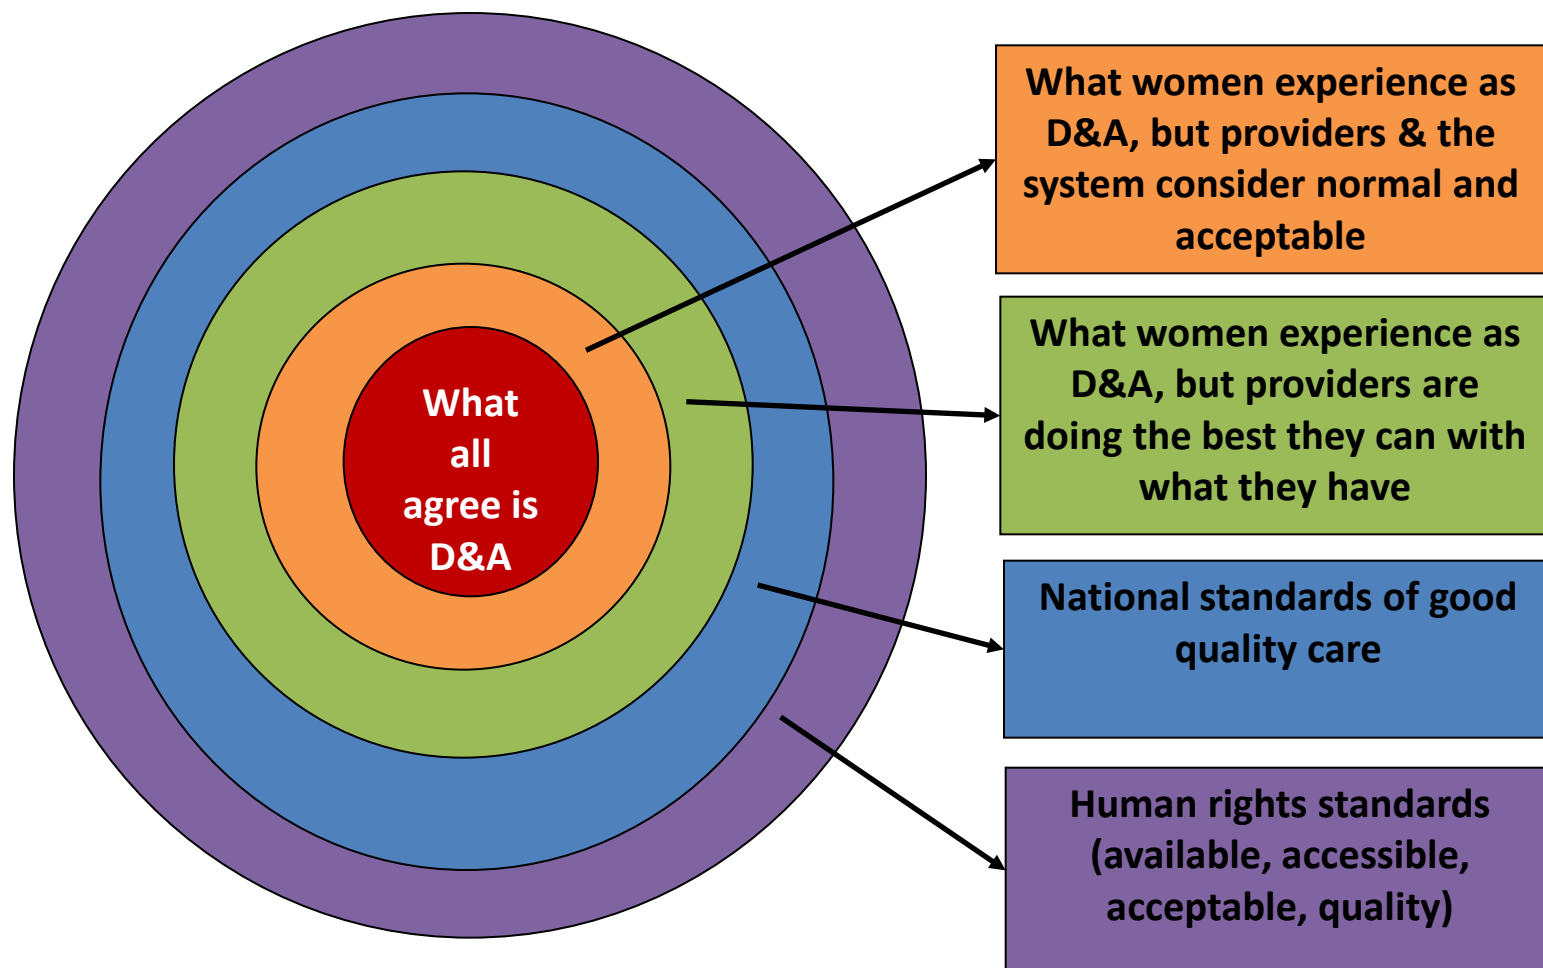 What
all
agree is
D&A
What women experience as
D&A, but providers & the
system consider normal and
acceptable
What women experience as
D&A, but providers are
doing the best they can with
what they have
National standards of good
quality care
Human rights standards
(available, accessible,
acceptable, quality)